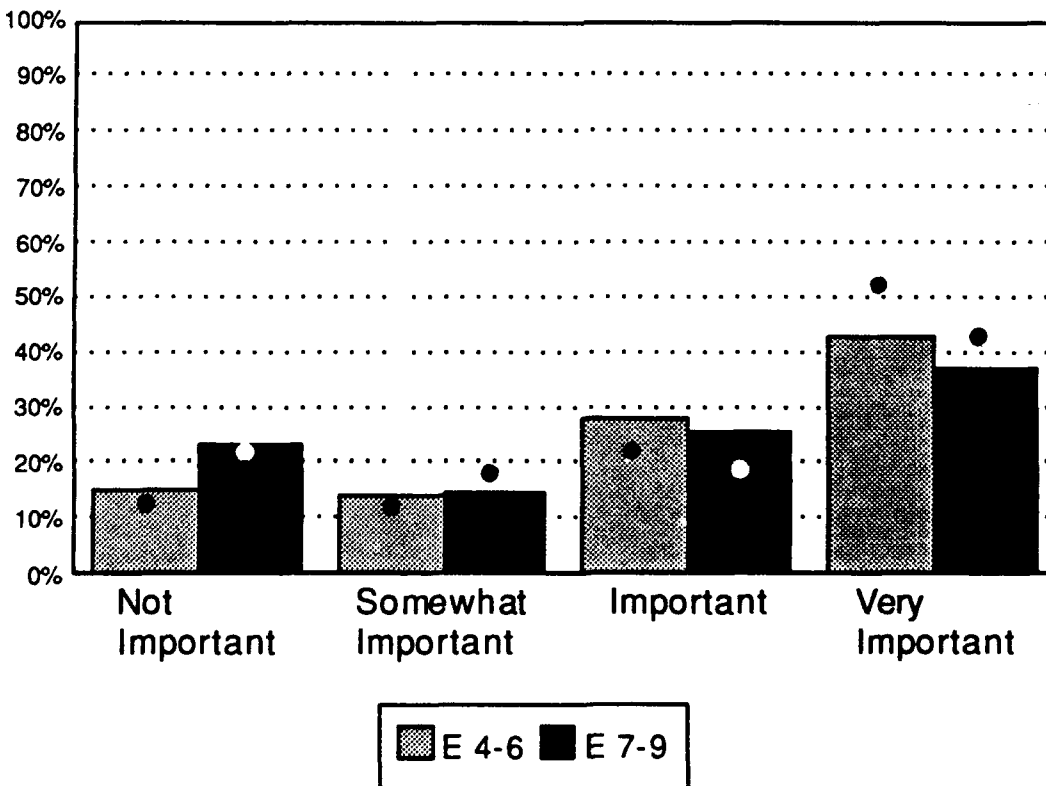 100%
90%
80%
70%
60%
50%
40%
30%
20%
10%
0%
Not Important
Somewhat Important
Important
Very Important
E 4-6
E 7-9